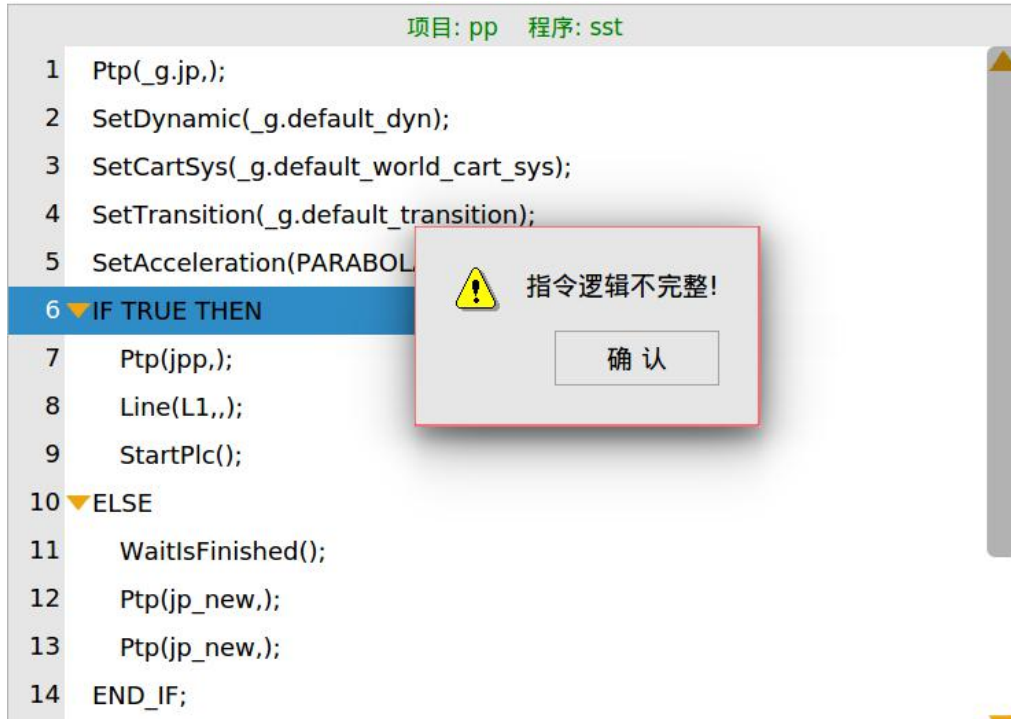 项目: pp 程序: sst
1 Ptp(_g.jp,);
2 SetDynamic(_g.default_dyn);
3 SetCartSys(_g.default_world_cart_sys);
4 SetTransition(_g.default_transition);
5 SetAcceleration(PARABOL
指令逻辑不完整!
6 IF TRUE THEN
确认
7 Ptp(jpp,);
8 Line(L1,,);
9 StartPlc();
10 ELSE
11 WaitIsFinished();
12 Ptp(jp_new,);
13 Ptp(jp_new,);
14 END_IF;